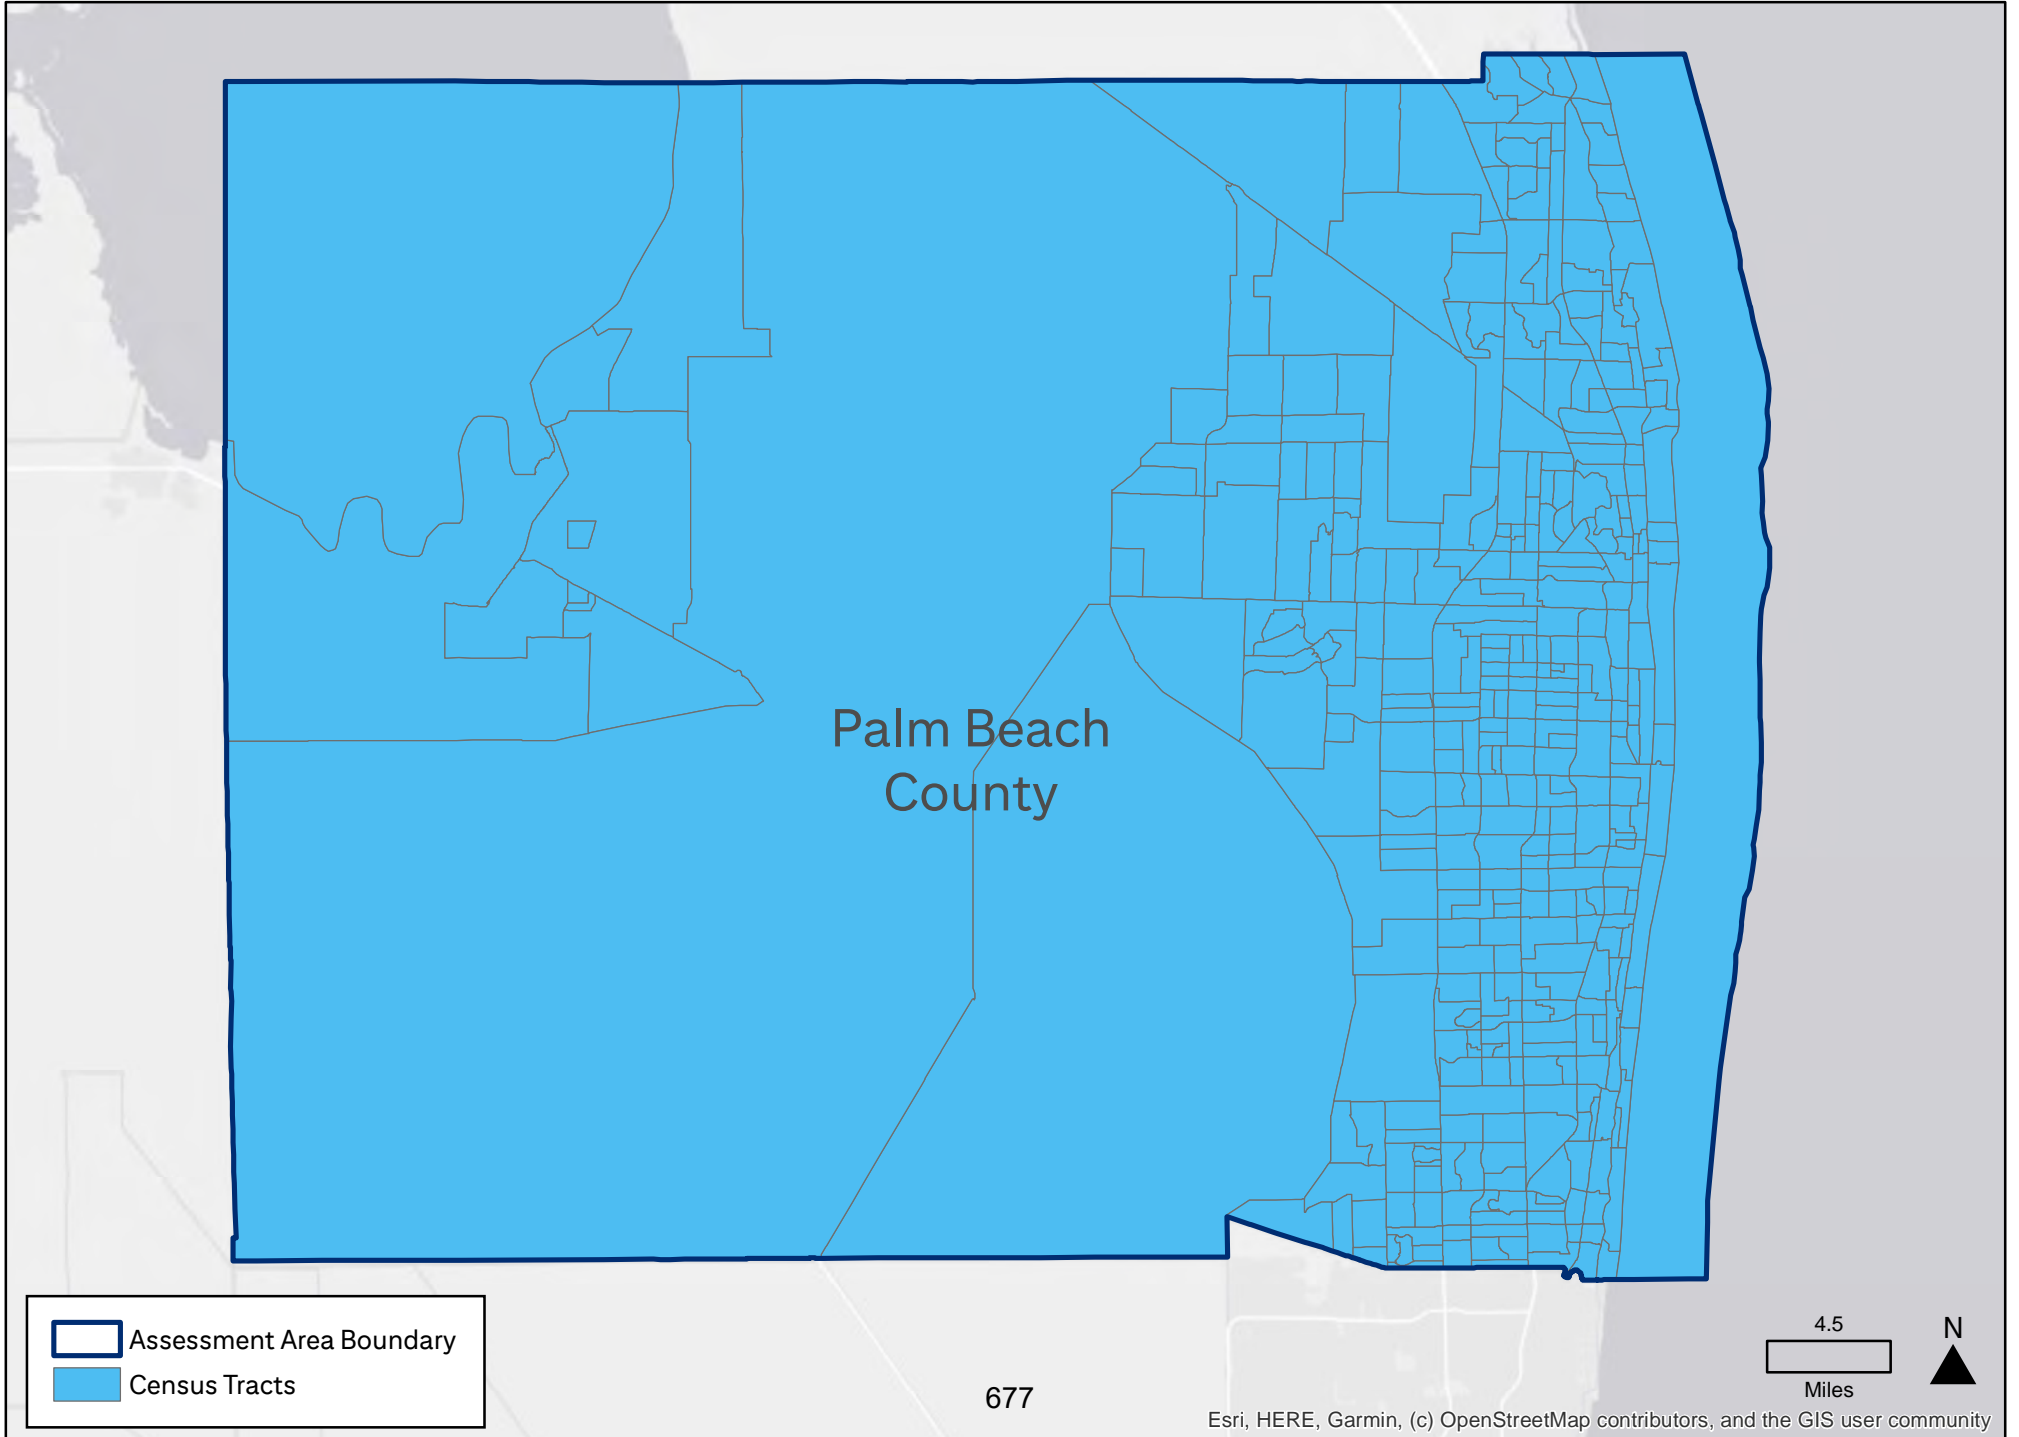 Palm Beach
County
Assessment Area Boundary
Census Tracts
677
4.5
Miles
N
Esri, HERE, Garmin, (c) OpenStreetMap contributors, and the GIS user community